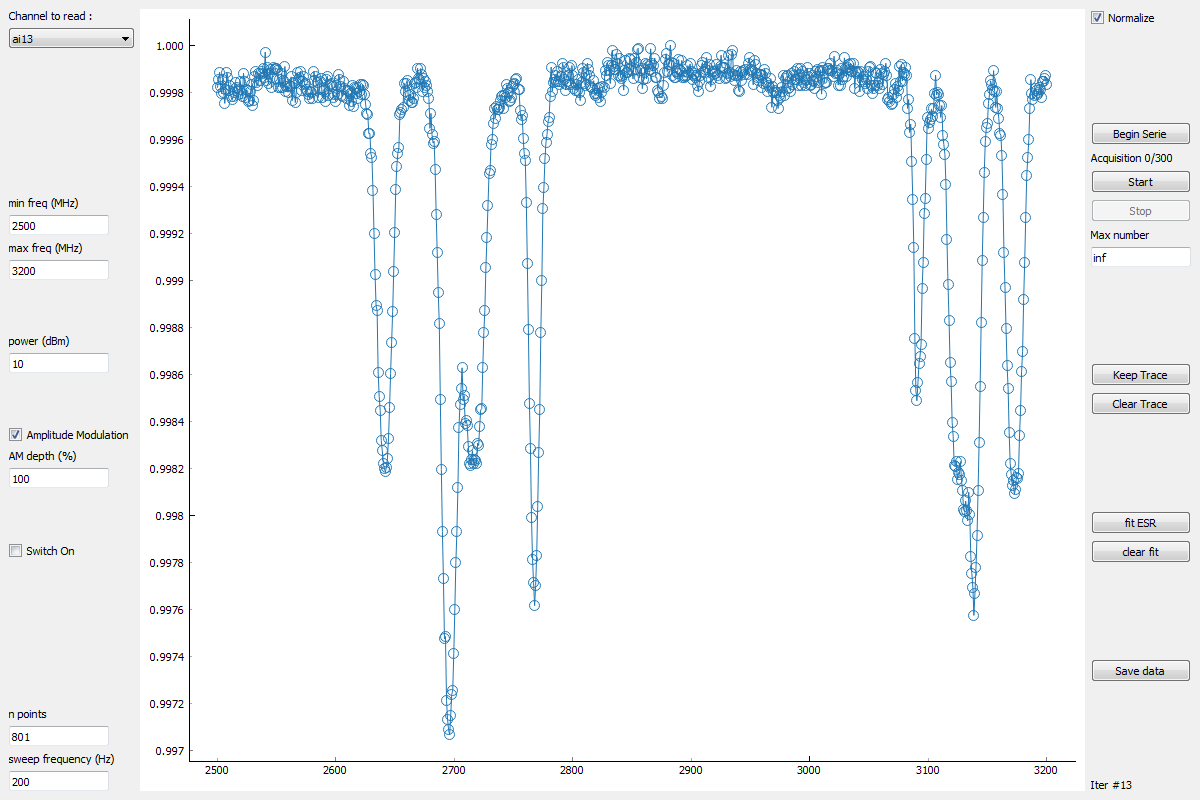 Channel to read :
ai13
min freq (MHz)
2500
max freq (MHz)
3200
power (dBm)
10
Amplitude Modulation
AM depth (%)
100
Switch On
n points
801
sweep frequency (Hz)
200
1.000
0.9998
0.9996
0.9994
0.9992
0.999
0.9988
0.9986
0.9984
0.9982
0.998
0.9978
0.9976
0.9974
0.9972
0.997
2500 2600 2700 2800 2900 3000 3100 3200
Normalize
Begin Serie
Acquisition 0/300
Start
Stop
Max number
inf
Keep Trace
Clear Trace
fit ESR
clear fit
Save data
Iter #13